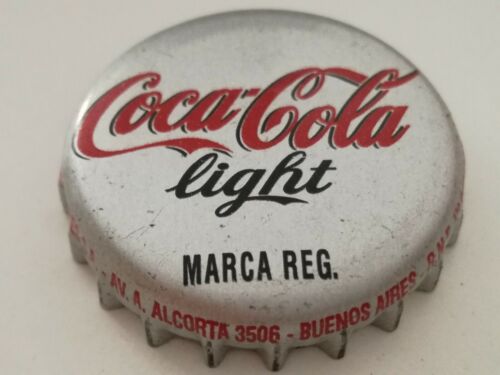 Coca-Cola
light
MARCA REG.
- AV. A. ALCORTA 3506 - BUENOS AIRES -